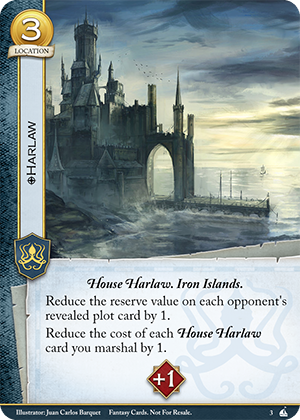 3
LOCATION
Harlaw
House Harlaw. Iron Islands.
Reduce the reserve value on each opponent's
revealed plot card by 1.
Reduce the cost of each House Harlaw
card you marshal by 1.
+1
Illustrator: Juan Carlos Barquet Fantasy Cards. Not For Resale. 3